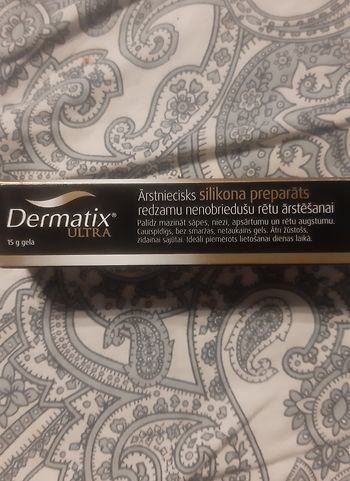 Dermatix®
ULTRA
15 g gela
Ārstniecisks silikona preparāts
redzamu nenobriedušu rētu ārstēšanai
Palīdz mazināt sāpes, niezi, apsārtumu un rētu augstumu.
Caurspīdīgs, bez smaržas, netaukains gels. Ātri žūstošs,
zīdainai sajūtai. Ideāli piemērots lietošanai dienas laikā.